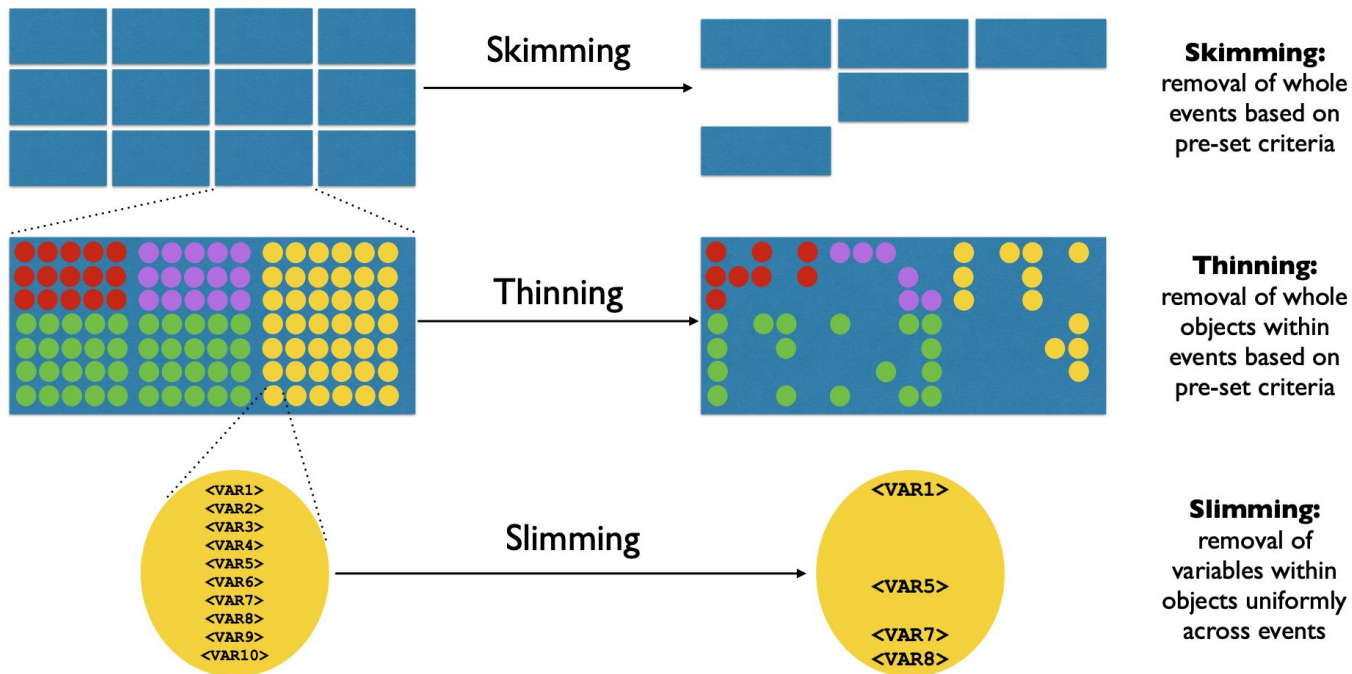 Skimming
Skimming:
removal of whole
events based on
pre-set criteria
Thinning
Thinning:
removal of whole
objects within
events based on
pre-set criteria
<VAR1>
<VAR2>
<VAR3>
<VAR4>
<VAR5>
<VAR6>
<VAR7>
<VAR8>
<VAR9>
<VAR10>
Slimming
<VAR1>
<VAR5>
<VAR7>
<VAR8>
Slimming:
removal of
variables within
objects uniformly
across events